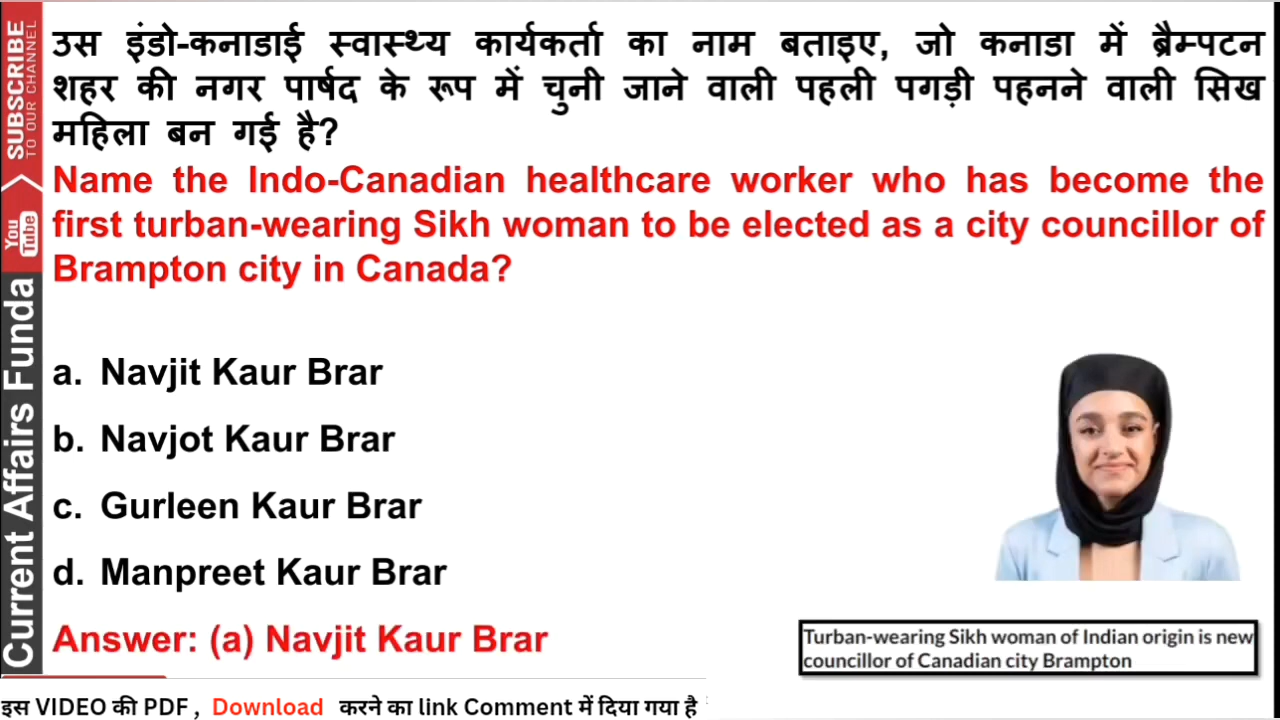 उस इंडो-कनाडाई स्वास्थ्य कार्यकर्ता का नाम बताइए, जो कनाडा में ब्रैम्पटन
शहर की नगर पार्षद के रूप में चुनी जाने वाली पहली पगड़ी पहनने वाली सिख
महिला बन गई है?
Name the Indo-Canadian healthcare worker who has become the
first turban-wearing Sikh woman to be elected as a city councillor of
Brampton city in Canada?
a. Navjit Kaur Brar
b. Navjot Kaur Brar
c. Gurleen Kaur Brar
d. Manpreet Kaur Brar
Answer: (a) Navjit Kaur Brar
Turban-wearing Sikh woman of Indian origin is new
councillor of Canadian city Brampton
इस VIDEO की PDF , Download करने का link Comment में दिया गया है
SUBSCRIBE
TO OUR CHANNEL
You
Tube
Current Affairs Funda